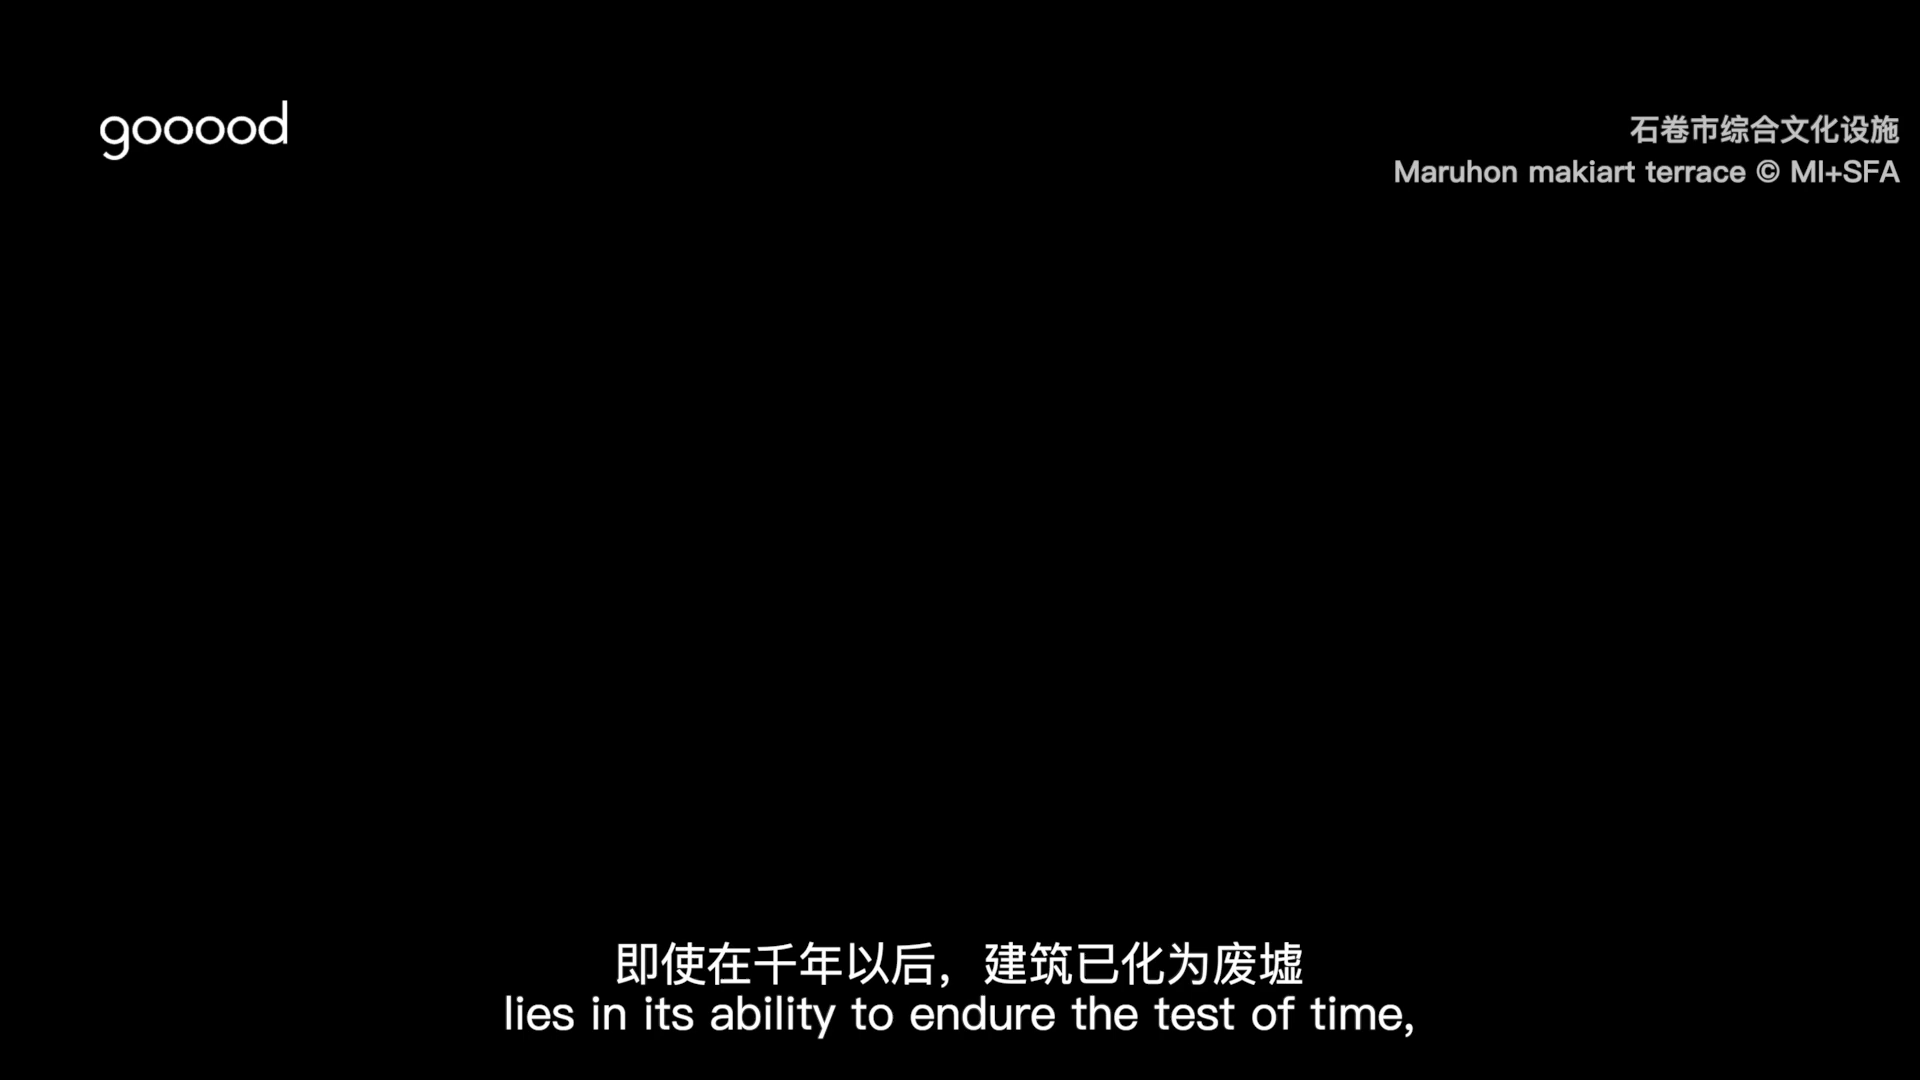 gooood
石卷市综合文化设施
Maruhon makiart terrace © MI+SFA
即使在千年以后，建筑已化为废墟
lies in its ability to endure the test of time,